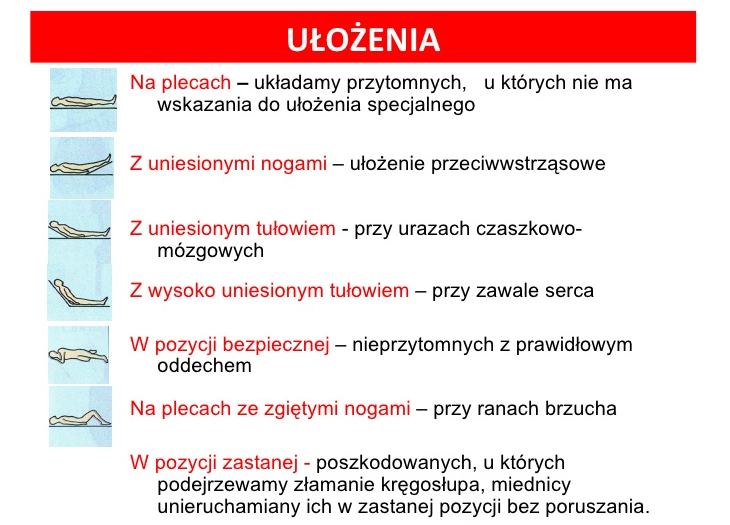 UŁOŻENIA
Na plecach – układamy przytomnych, u których nie ma
wskazania do ułożenia specjalnego
Z uniesionymi nogami – ułożenie przeciwwstrząsowe
Z uniesionym tułowiem - przy urazach czaszkowo-
mózgowych
Z wysoko uniesionym tułowiem – przy zawale serca
W pozycji bezpiecznej – nieprzytomnych z prawidłowym
oddechem
Na plecach ze zgiętymi nogami – przy ranach brzucha
W pozycji zastanej - poszkodowanych, u których
podejrzewamy złamanie kręgosłupa, miednicy
unieruchamiany ich w zastanej pozycji bez poruszania.